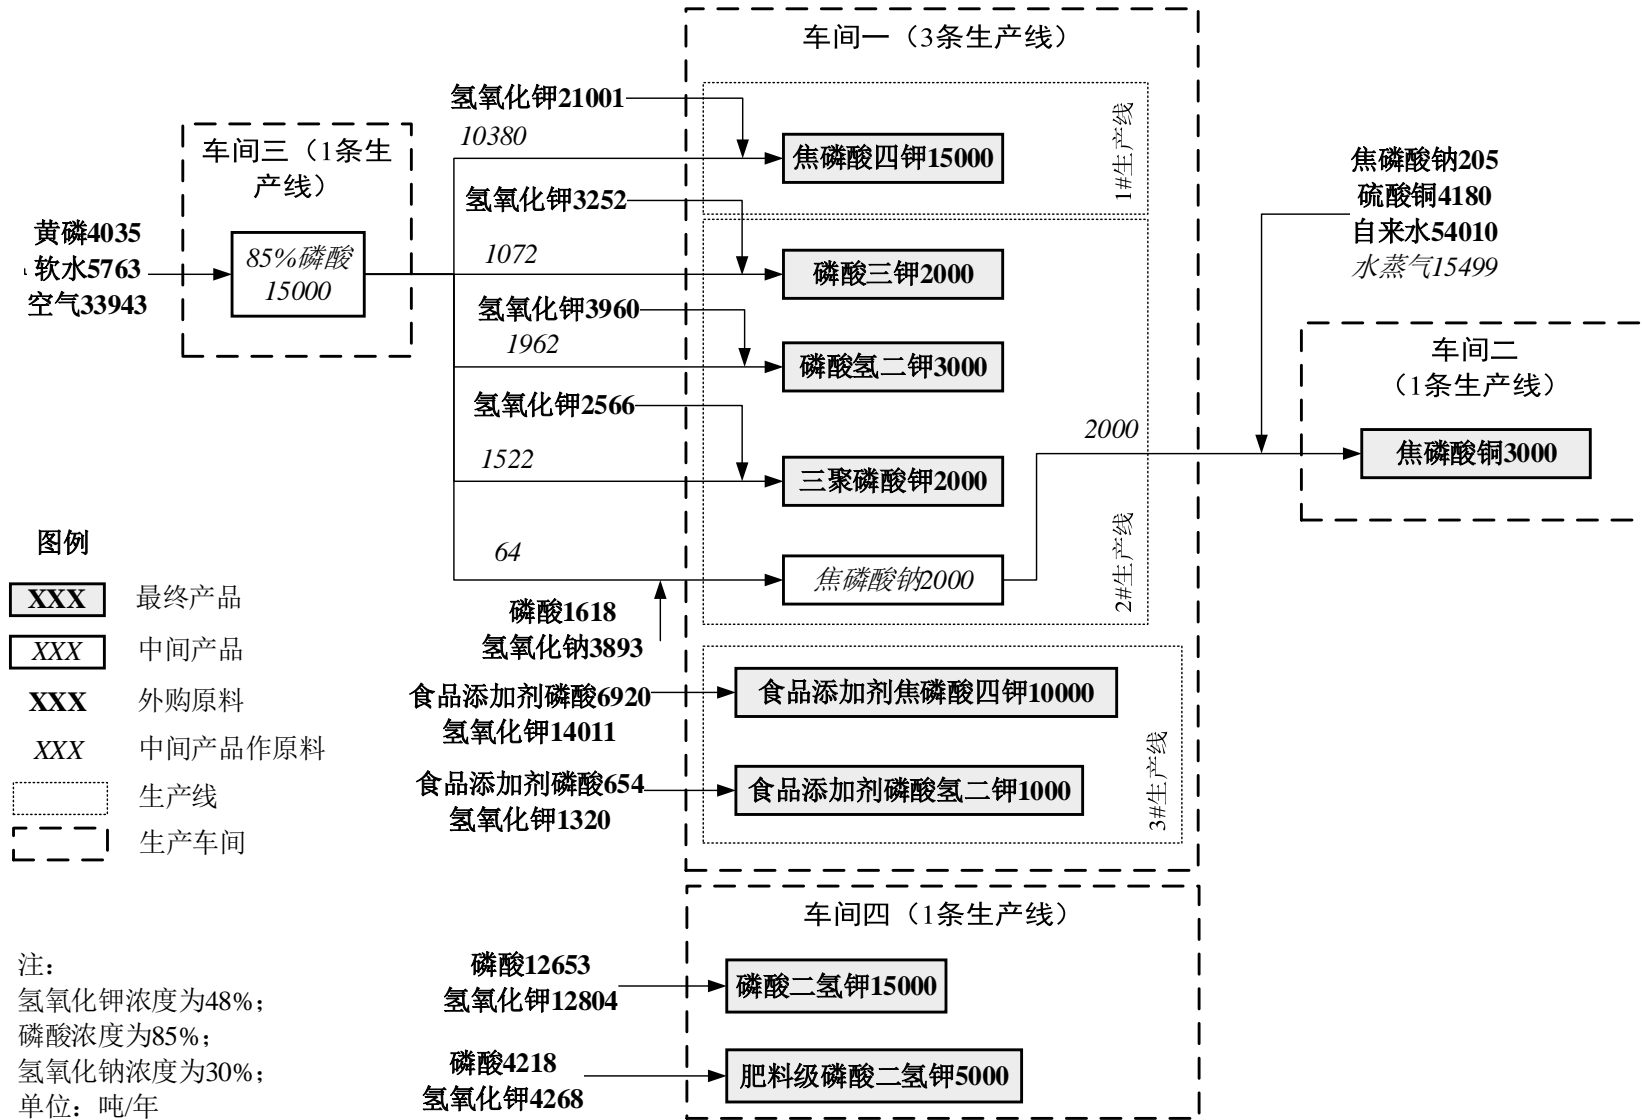 车间一（3条生产线）
氢氧化钾21001
10380
焦磷酸四钾15000
1#生产线
车间三（1条生
产线）
黄磷4035
软水5763
空气33943
85%磷酸
15000
氢氧化钾3252
1072
磷酸三钾2000
氢氧化钾3960
1962
磷酸氢二钾3000
氢氧化钾2566
1522
三聚磷酸钾2000
64
焦磷酸钠2000
2#生产线
磷酸1618
氢氧化钠3893
2000
焦磷酸钠205
硫酸铜4180
自来水54010
水蒸气15499
车间二
（1条生产线）
焦磷酸铜3000
食品添加剂磷酸6920
氢氧化钾14011
食品添加剂焦磷酸四钾10000
食品添加剂磷酸654
氢氧化钾1320
食品添加剂磷酸氢二钾1000
3#生产线
车间四（1条生产线）
磷酸12653
氢氧化钾12804
磷酸二氢钾15000
磷酸4218
氢氧化钾4268
肥料级磷酸二氢钾5000
图例
XXX 最终产品
XXX 中间产品
XXX 外购原料
XXX 中间产品作原料
生产线
生产车间
注：
氢氧化钾浓度为48%；
磷酸浓度为85%；
氢氧化钠浓度为30%；
单位：吨/年